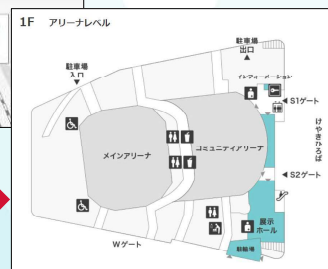 1F アリーナレベル
駐車場
出口
駐車場
入口
S1ゲート
けやきひろば
メインアリーナ
コミュニティアリーナ
S2ゲート
展示
ホール
Wゲート
駐輪場